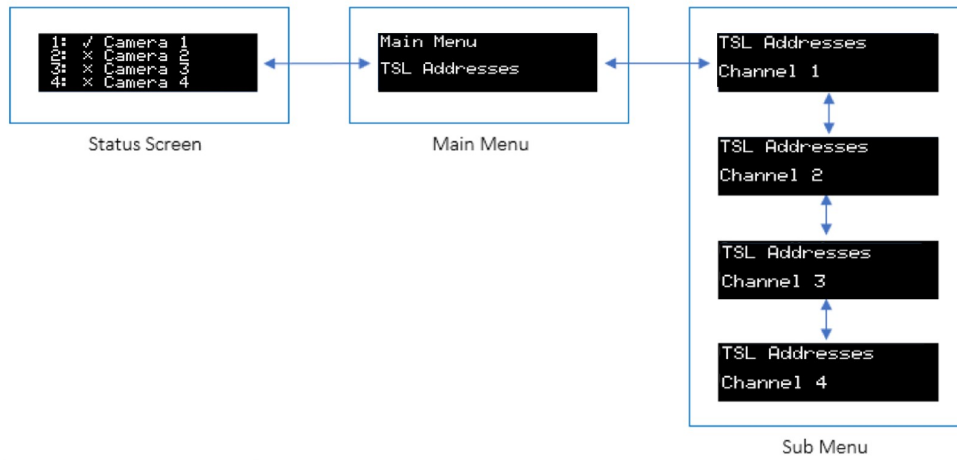 1: ✓ Camera 1
2: × Camera 2
3: × Camera 3
4: × Camera 4
Status Screen
Main Menu
TSL Addresses
Main Menu
TSL Addresses
Channel 1
TSL Addresses
Channel 2
TSL Addresses
Channel 3
TSL Addresses
Channel 4
Sub Menu